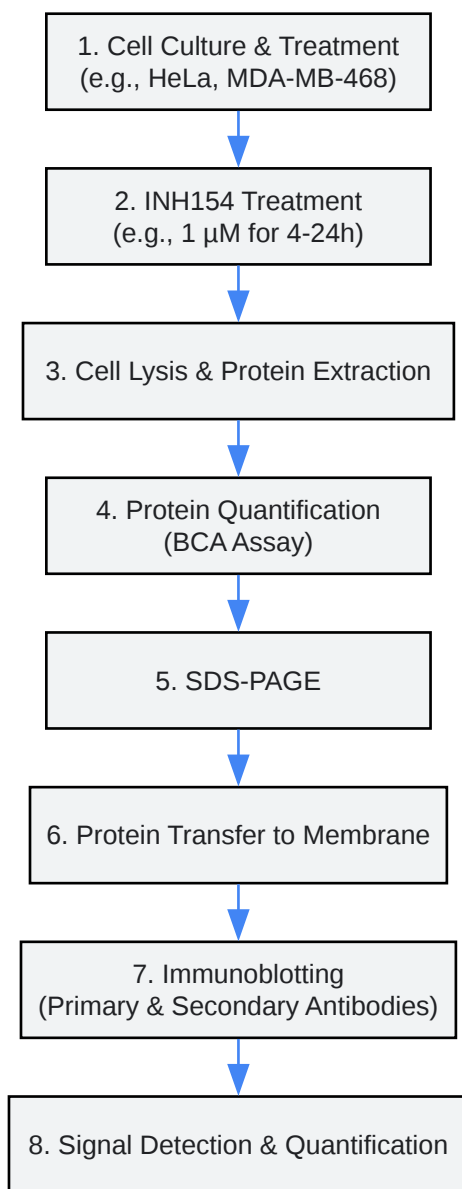 1. Cell Culture & Treatment
(e.g., HeLa, MDA-MB-468)
2. INH154 Treatment
(e.g., 1 µM for 4-24h)
3. Cell Lysis & Protein Extraction
4. Protein Quantification
(BCA Assay)
5. SDS-PAGE
6. Protein Transfer to Membrane
7. Immunoblotting
(Primary & Secondary Antibodies)
8. Signal Detection & Quantification